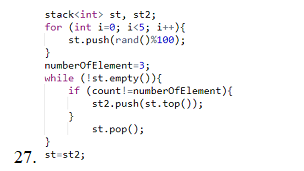 stack<int> st, st2;
for (int i=0; i<5; i++){
st.push(rand()%100);
}
numberOfElement=3;
while (!st.empty()){
if (count!=numberOfElement){
st2.push(st.top());
}
st.pop();
}
27. st=st2;